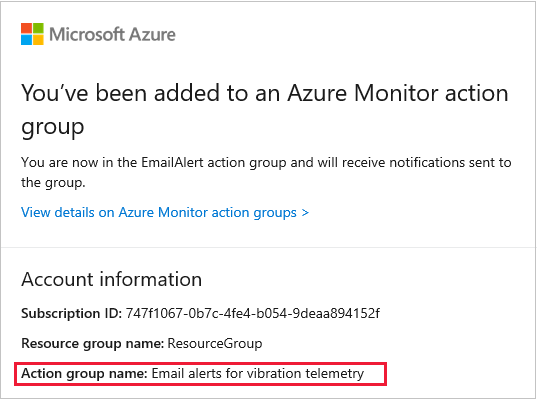 Microsoft Azure
You’ve been added to an Azure Monitor action
group
You are now in the EmailAlert action group and will receive notifications sent to
the group.
View details on Azure Monitor action groups >
Account information
Subscription ID: 747f1067-0b7c-4fe4-b054-9deaa894152f
Resource group name: ResourceGroup
Action group name: Email alerts for vibration telemetry